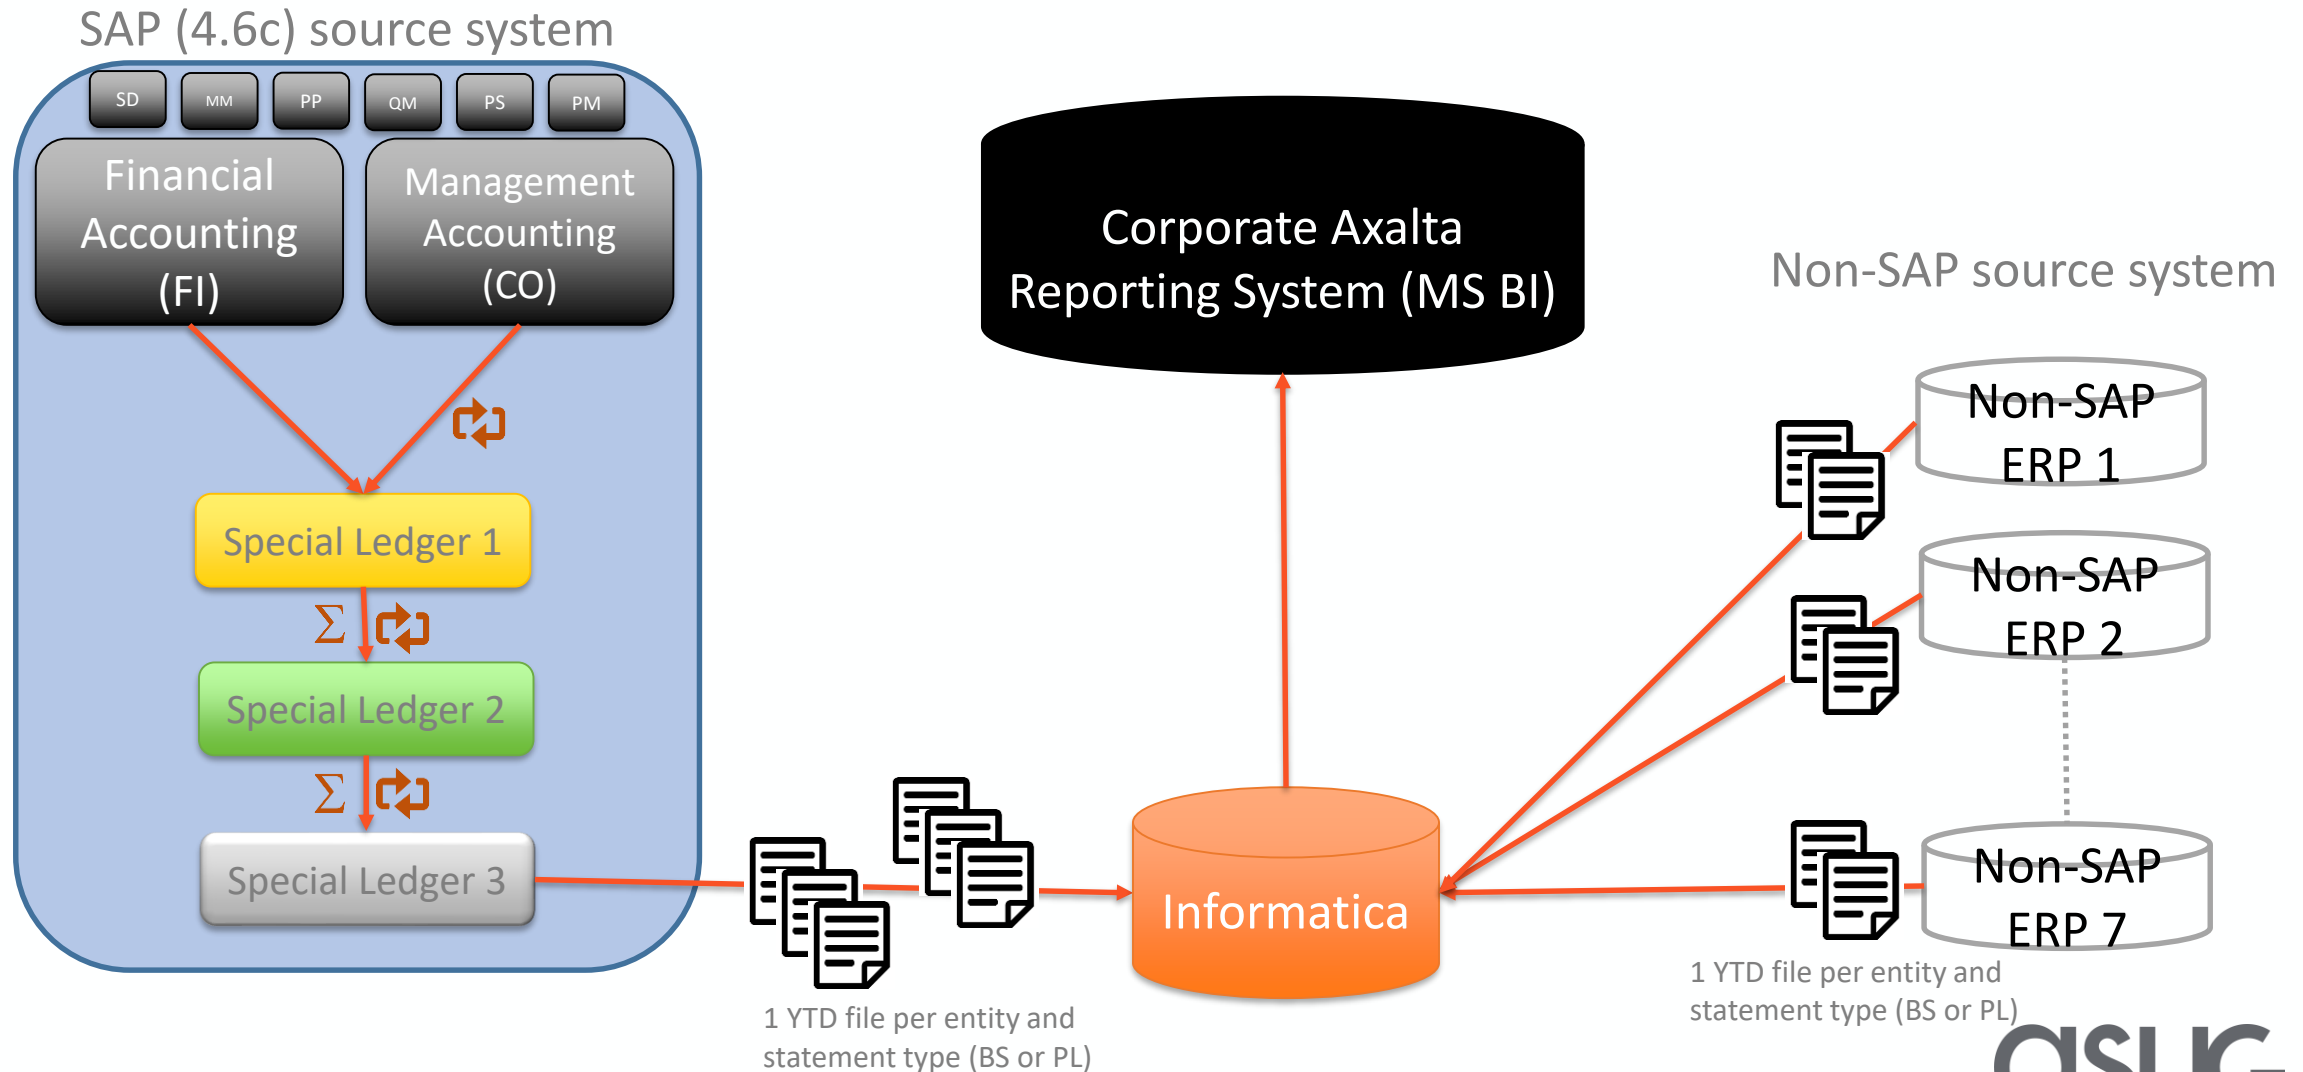 SAP (4.6c) source system
SD
MM
PP
QM
PS
PM
Financial
Accounting
(FI)
Management
Accounting
(CO)
Special Ledger 1
Σ
Special Ledger 2
Σ
Special Ledger 3
1 YTD file per entity and
statement type (BS or PL)
Corporate Axalta
Reporting System (MS BI)
Informatica
Non-SAP source system
Non-SAP
ERP 1
Non-SAP
ERP 2
Non-SAP
ERP 7
1 YTD file per entity and
statement type (BS or PL)
asug